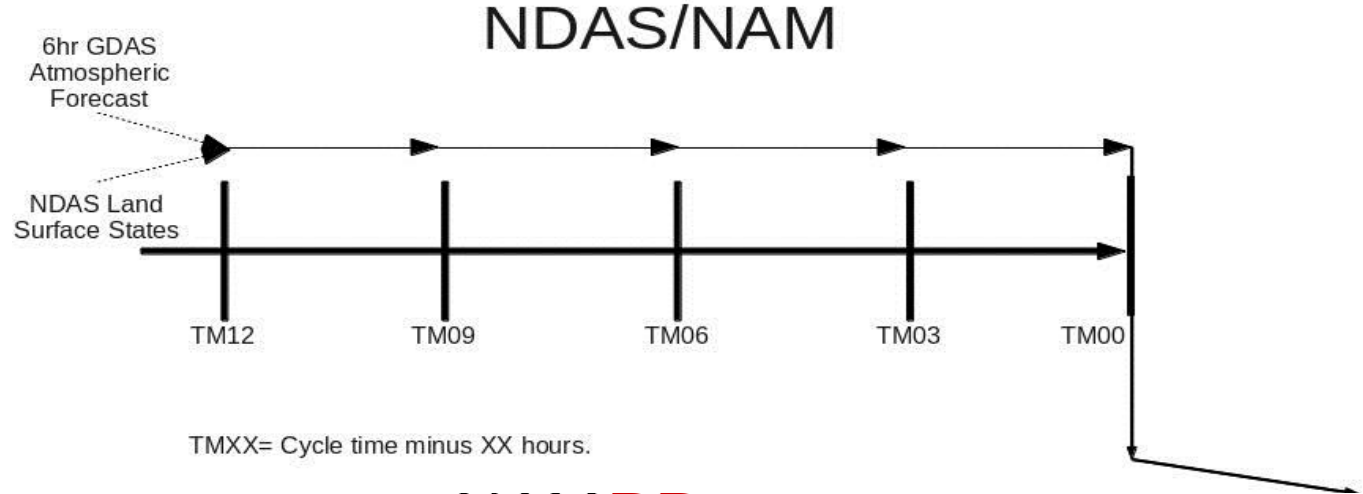 NDAS/NAM
6hr GDAS
Atmospheric
Forecast
NDAS Land
Surface States
TM12
TM09
TM06
TM03
TM00
TMXX= Cycle time minus XX hours.